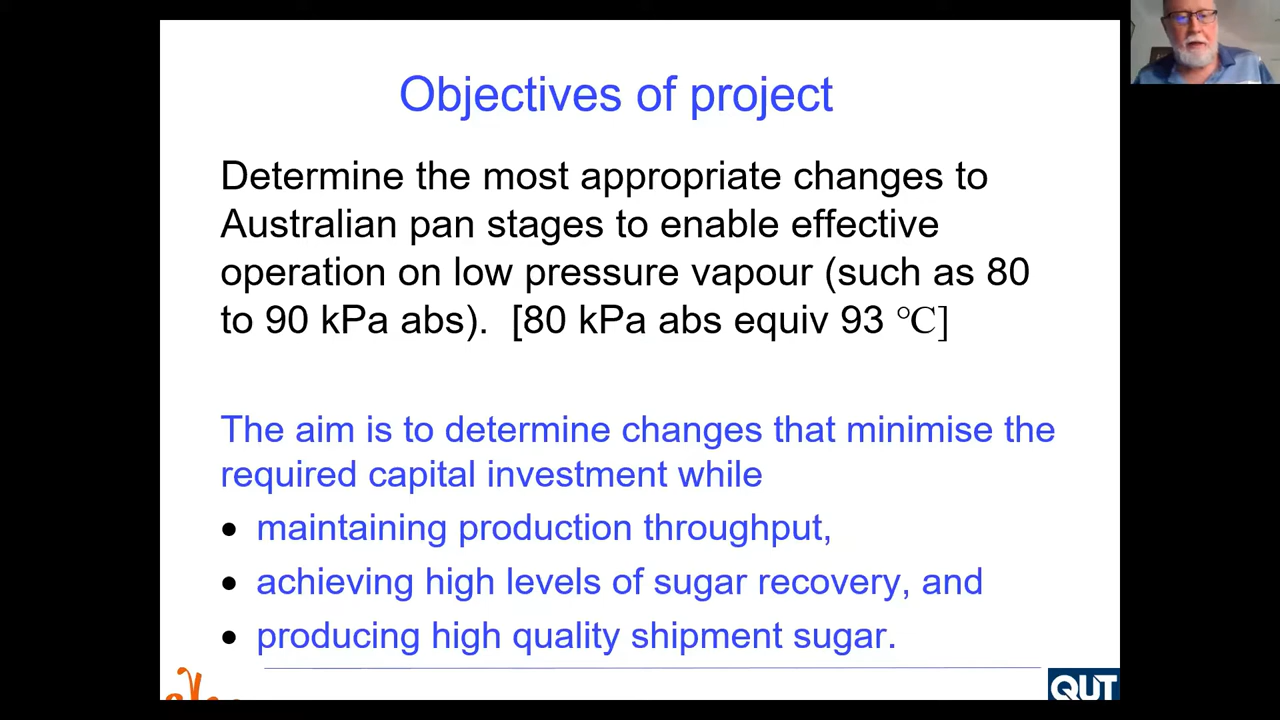 Objectives of project
Determine the most appropriate changes to
Australian pan stages to enable effective
operation on low pressure vapour (such as 80
to 90 kPa abs). [80 kPa abs equiv 93 °C]
The aim is to determine changes that minimise the
required capital investment while
• maintaining production throughput,
• achieving high levels of sugar recovery, and
• producing high quality shipment sugar.
QUT